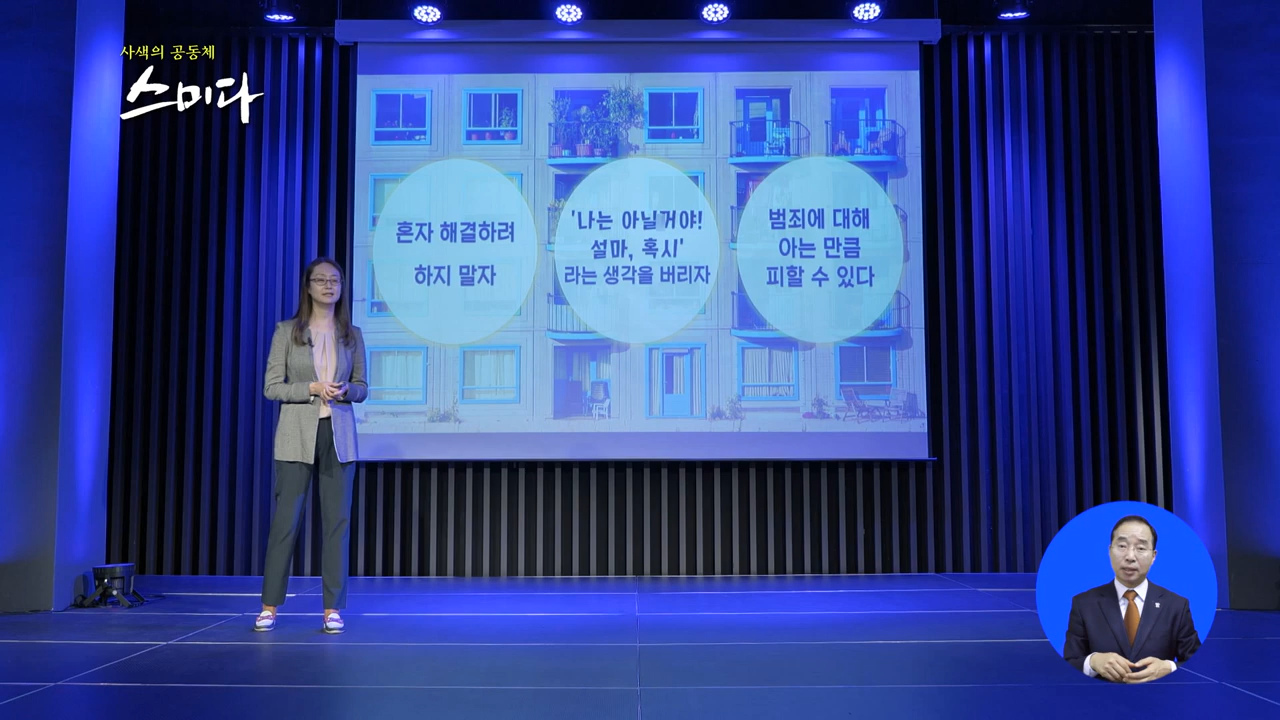 사색의 공동체
스미다
혼자 해결하려
하지 말자
'나는 아닐거야!
설마, 혹시'
라는 생각을 버리자
범죄에 대해
아는 만큼
피할 수 있다